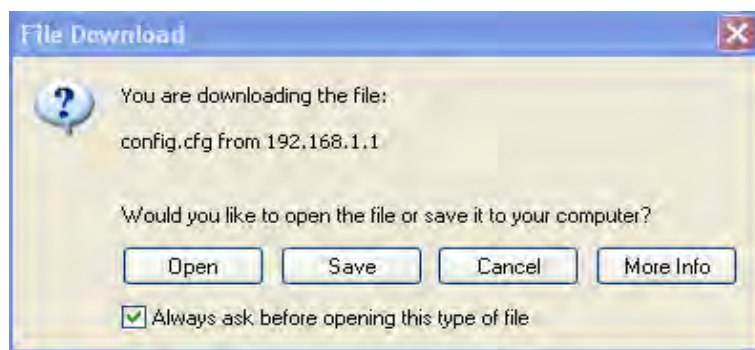 File Download
You are downloading the file:
config.cfg from 192.168.1.1
Would you like to open the file or save it to your computer?
Open Save Cancel More Info
Always ask before opening this type of file